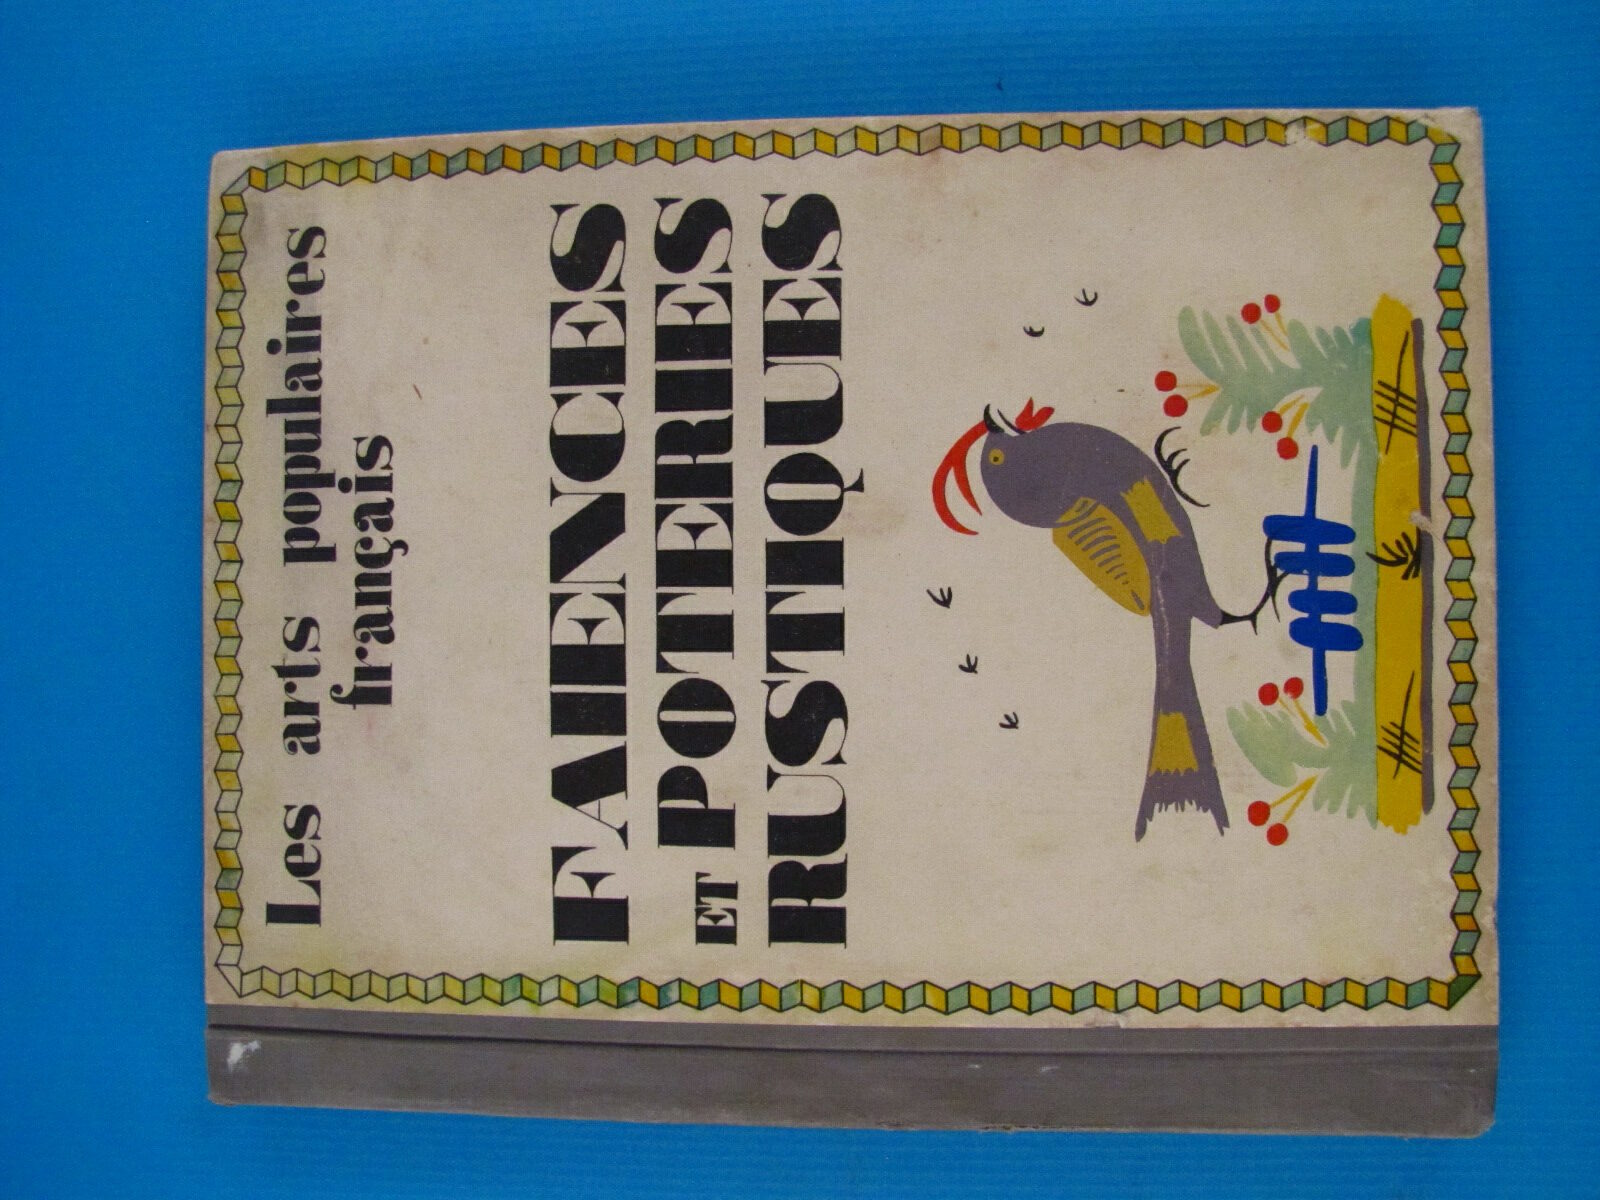 Les arts populaires
français
FAIENCES
ET POTERIES
RUSTIQUES